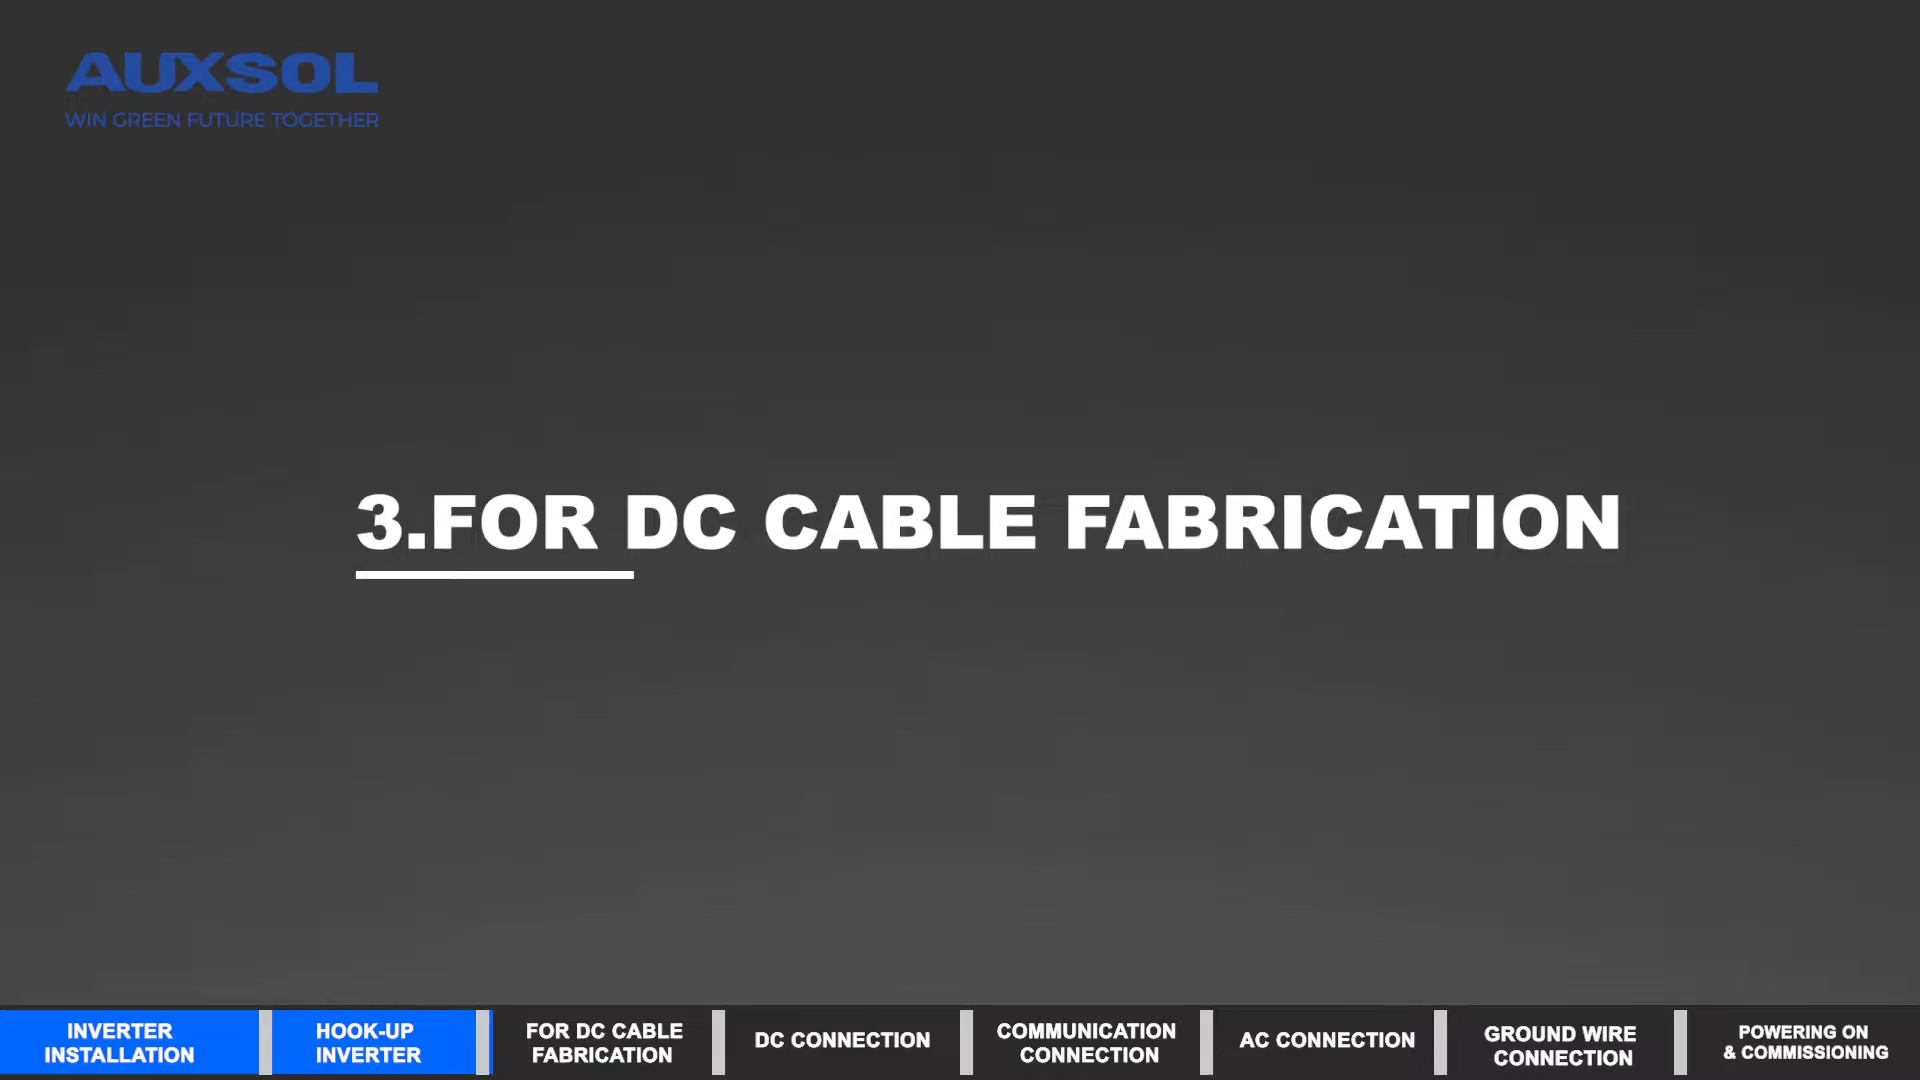 AUXSOL
WIN GREEN FUTURE TOGETHER
3.FOR DC CABLE FABRICATION
INVERTER
INSTALLATION
HOOK-UP
INVERTER
FOR DC CABLE
FABRICATION
DC CONNECTION
COMMUNICATION
CONNECTION
AC CONNECTION
GROUND WIRE
CONNECTION
POWERING ON
& COMMISSIONING